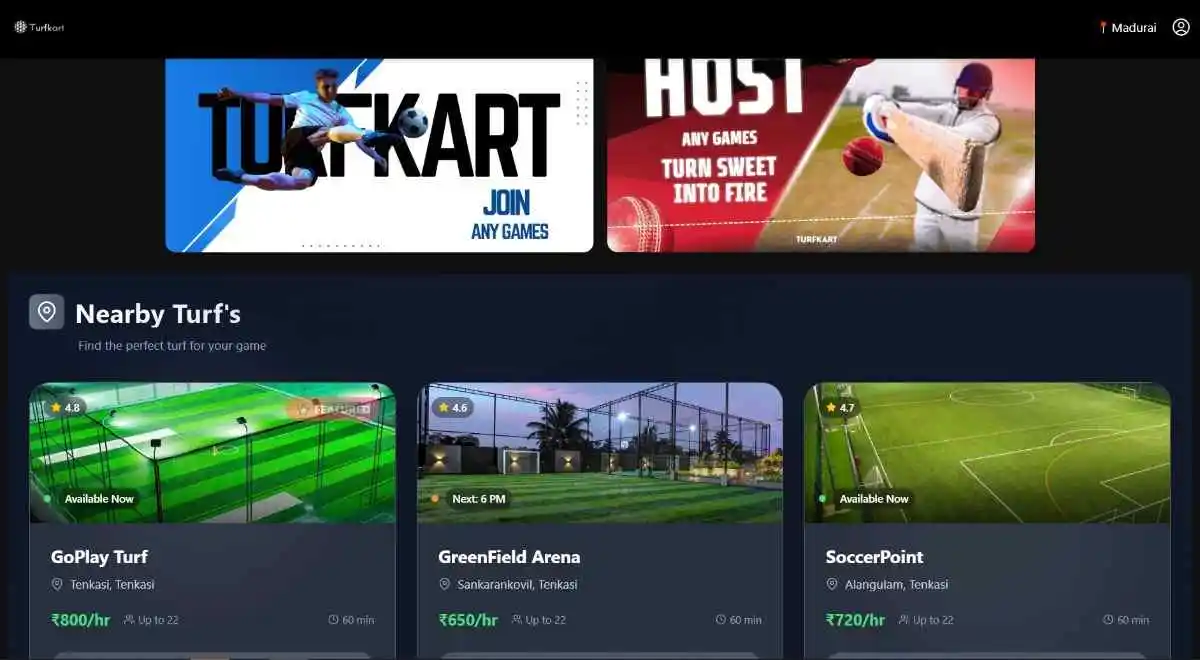 Turfkart
Madurai
TURFKART
JOIN
ANY GAMES
HOST
ANY GAMES
TURN SWEET
INTO FIRE
TURFKART
Nearby Turf's
Find the perfect turf for your game
4.8
FEATURED
Available Now
GoPlay Turf
Tenkasi, Tenkasi
₹800/hr
Up to 22
60 min
4.6
Next: 6 PM
GreenField Arena
Sankarankovil, Tenkasi
₹650/hr
Up to 22
60 min
4.7
Available Now
SoccerPoint
Alangulam, Tenkasi
₹720/hr
Up to 22
60 min